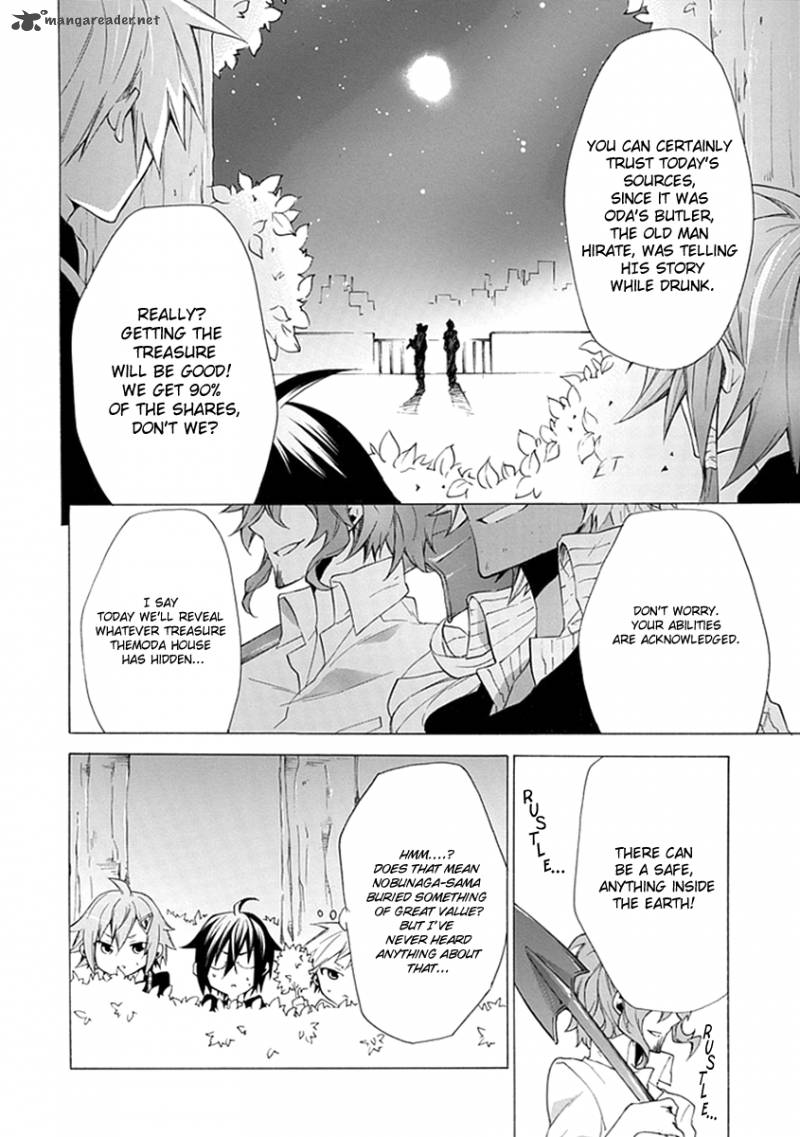 mangareader.net
YOU CAN CERTAINLY
TRUST TODAY'S
SOURCES,
SINCE IT WAS
ODA'S BUTLER,
THE OLD MAN
HIRATE, WAS TELLING
HIS STORY
WHILE DRUNK.
REALLY?
GETTING THE
TREASURE
WILL BE GOOD!
WE GET 90%
OF THE SHARES,
DON'T WE?
DON'T WORRY.
YOUR ABILITIES
ARE ACKNOWLEDGED.
I SAY
TODAY WE'LL REVEAL
WHATEVER TREASURE
THEMODA HOUSE
HAS HIDDEN...
RUSTLE...
THERE CAN
BE A SAFE,
ANYTHING INSIDE
THE EARTH!
RUSTLE...
HMM....?
DOES THAT MEAN
NOBUNAGA-SAMA
BURIED SOMETHING
OF GREAT VALUE?
BUT I'VE
NEVER HEARD
ANYTHING ABOUT
THAT...